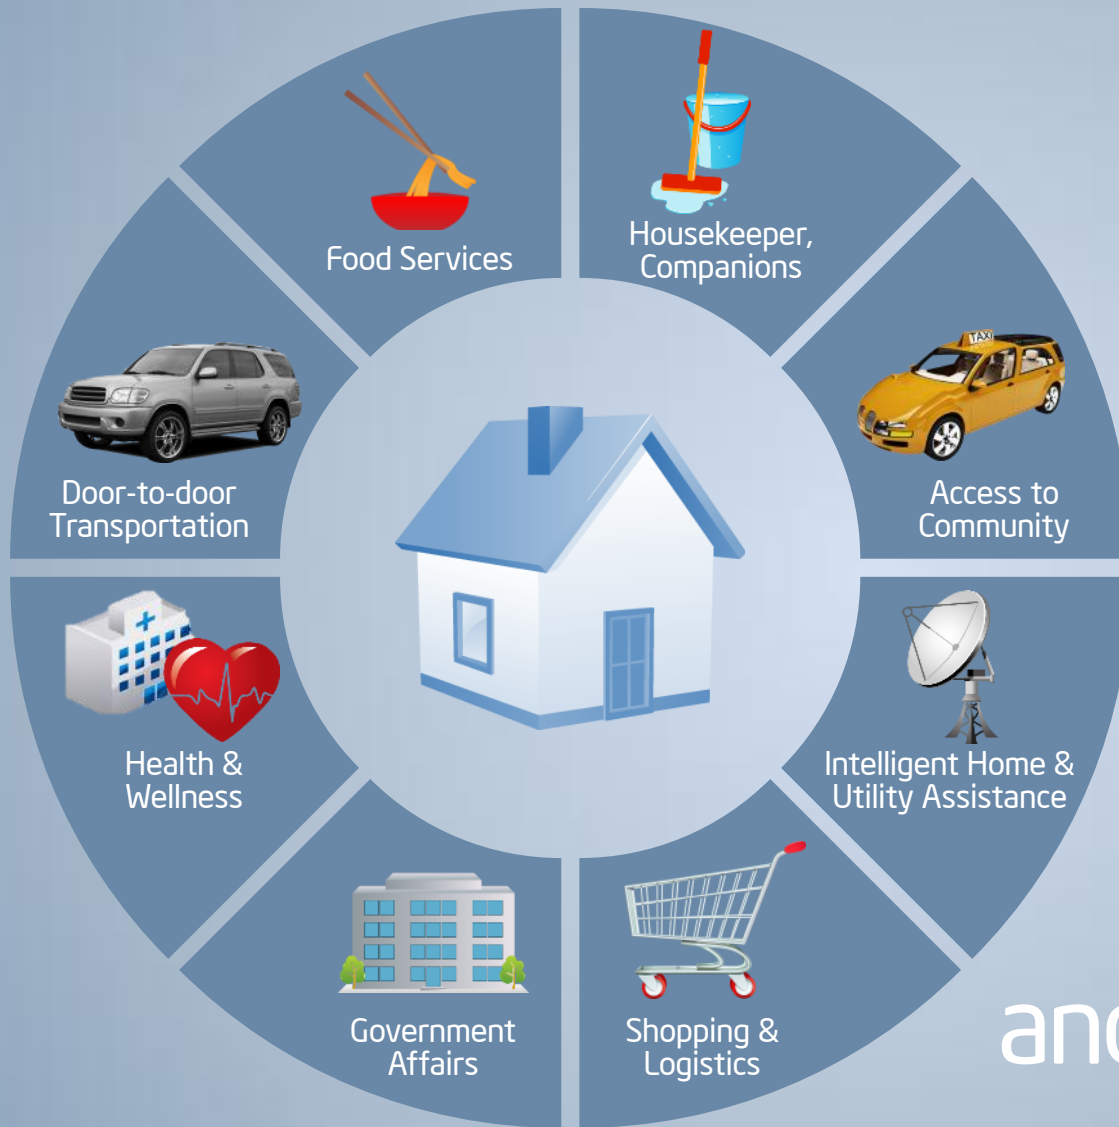 Food Services
Housekeeper,
Companions
TAXI
Door-to-door
Transportation
Access to
Community
Health &
Wellness
Intelligent Home &
Utility Assistance
Government
Affairs
Shopping &
Logistics